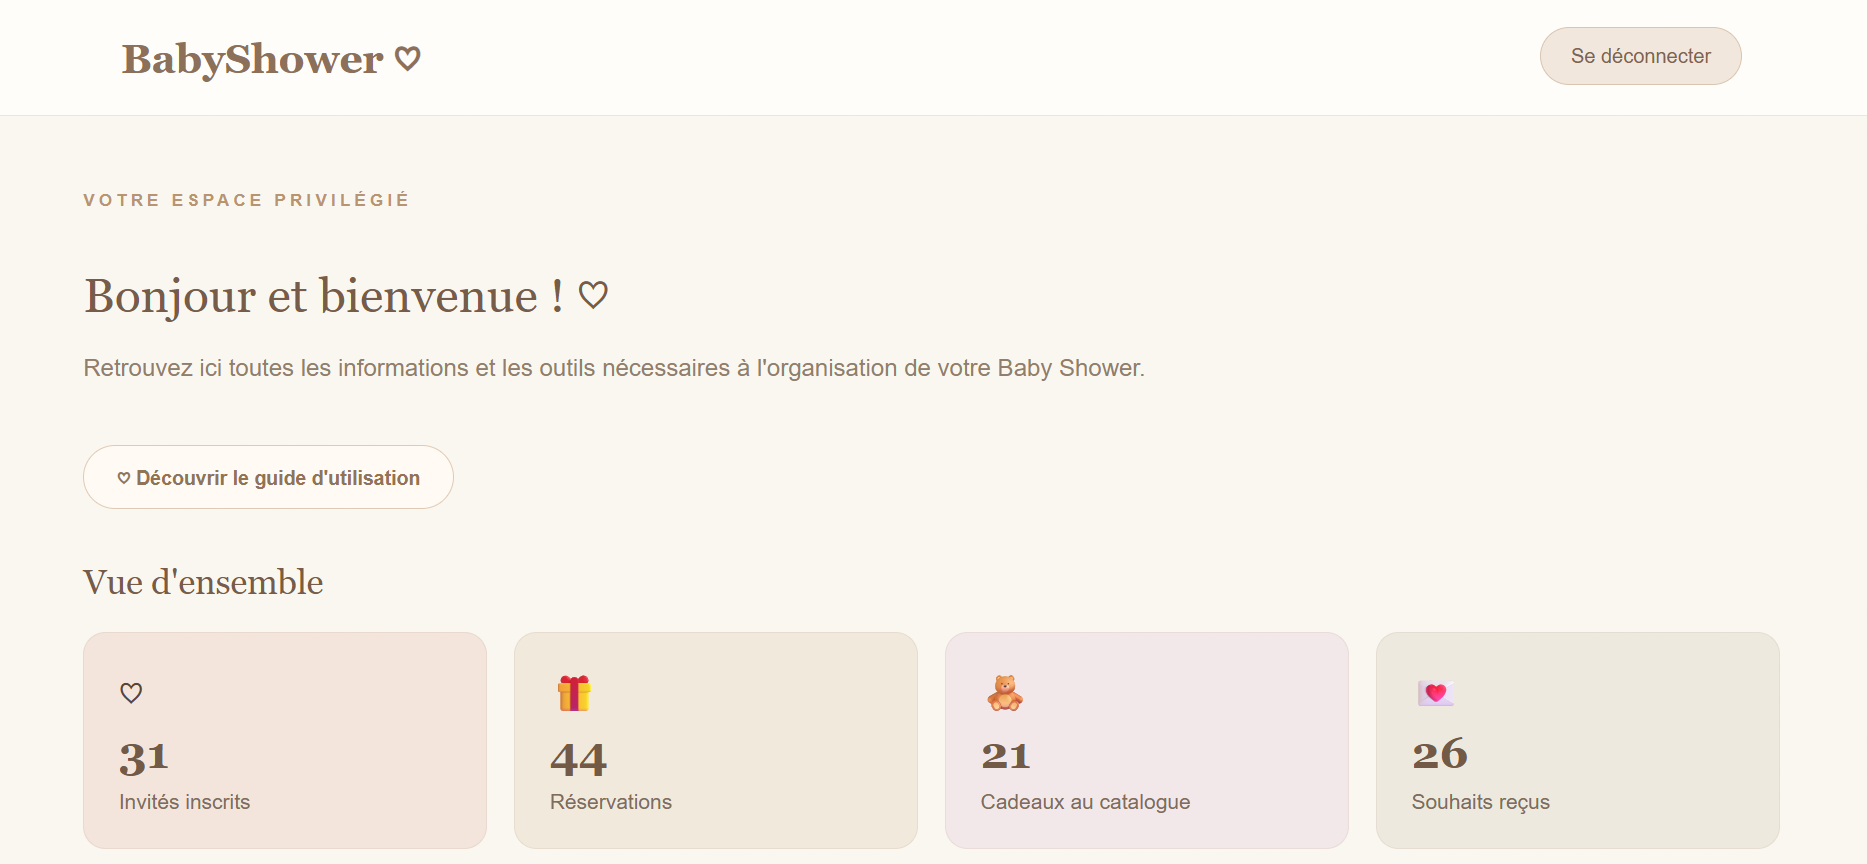 BabyShower ♡
Se déconnecter
VOTRE ESPACE PRIVILÉGIÉ
Bonjour et bienvenue ! ♡
Retrouvez ici toutes les informations et les outils nécessaires à l'organisation de votre Baby Shower.
♡ Découvrir le guide d'utilisation
Vue d'ensemble
31
Invités inscrits
44
Réservations
21
Cadeaux au catalogue
26
Souhaits reçus